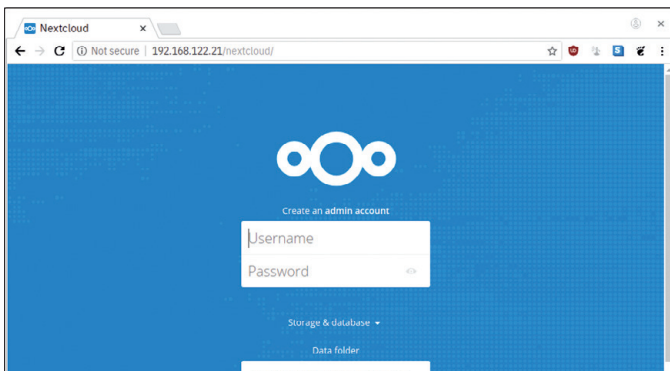 Nextcloud
Not secure | 192.168.122.21/nextcloud/
Create an admin account
Username
Password
Storage & database
Data folder